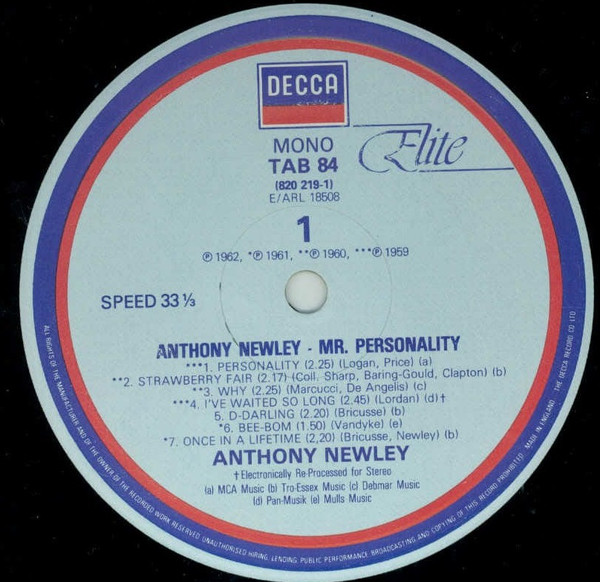 DECCA
MONO
TAB 84
(820 219-1)
E/ARL 18508
Elite
1
℗ 1962, *℗ 1961, **℗ 1960, ***℗ 1959
SPEED 33 ⅓
ANTHONY NEWLEY - MR. PERSONALITY
***1. PERSONALITY (2.25) (Logan, Price) (a)
**2. STRAWBERRY FAIR (2.17) (Coll. Sharp, Baring-Gould, Clapton) (b)
**3. WHY (2.25) (Marcucci, De Angelis) (c)
***4. I'VE WAITED SO LONG (2.45) (Lordan) (d)†
5. D-DARLING (2.20) (Bricusse) (b)
*6. BEE-BOM (1.50) (Vandyke) (e)
*7. ONCE IN A LIFETIME (2,20) (Bricusse, Newley) (b)
ANTHONY NEWLEY
†Electronically Re-Processed for Stereo
(a) MCA Music (b) Tro-Essex Music (c) Debmar Music
(d) Pan-Musik (e) Mulls Music
ALL RIGHTS OF THE MANUFACTURER AND OF THE OWNER OF THE RECORDED WORK RESERVED. UNAUTHORISED HIRING, LENDING PUBLIC PERFORMANCE BROADCASTING AND COPYING OF THIS RECORD PROHIBITED. MADE IN ENGLAND. THE DECCA RECORD CO LTD.